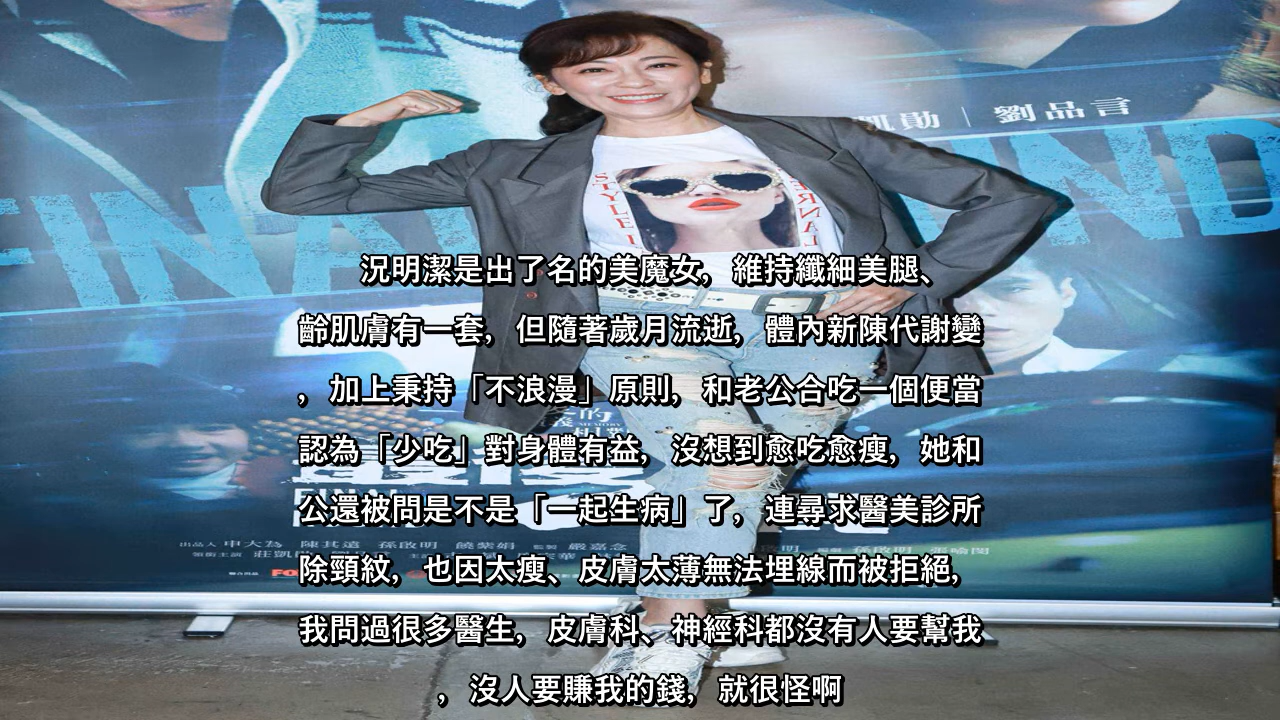 凱勛｜劉品言
FINAL
STYLE I
ERNAL
況明潔是出了名的美魔女，維持纖細美腿、
齡肌膚有一套，但隨著歲月流逝，體內新陳代謝變
，加上秉持「不浪漫」原則，和老公合吃一個便當
認為「少吃」對身體有益，沒想到愈吃愈瘦，她和
公還被問是不是「一起生病」了，連尋求醫美診所
除頸紋，也因太瘦、皮膚太薄無法埋線而被拒絕，
我問過很多醫生，皮膚科、神經科都沒有人要幫我
，沒人要賺我的錢，就很怪啊